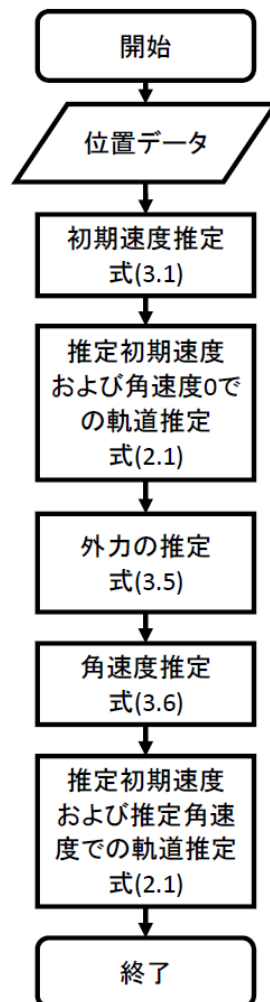 開始
位置データ
初期速度推定
式(3.1)
推定初期速度
および角速度0で
の軌道推定
式(2.1)
外力の推定
式(3.5)
角速度推定
式(3.6)
推定初期速度
および推定角速
度での軌道推定
式(2.1)
終了